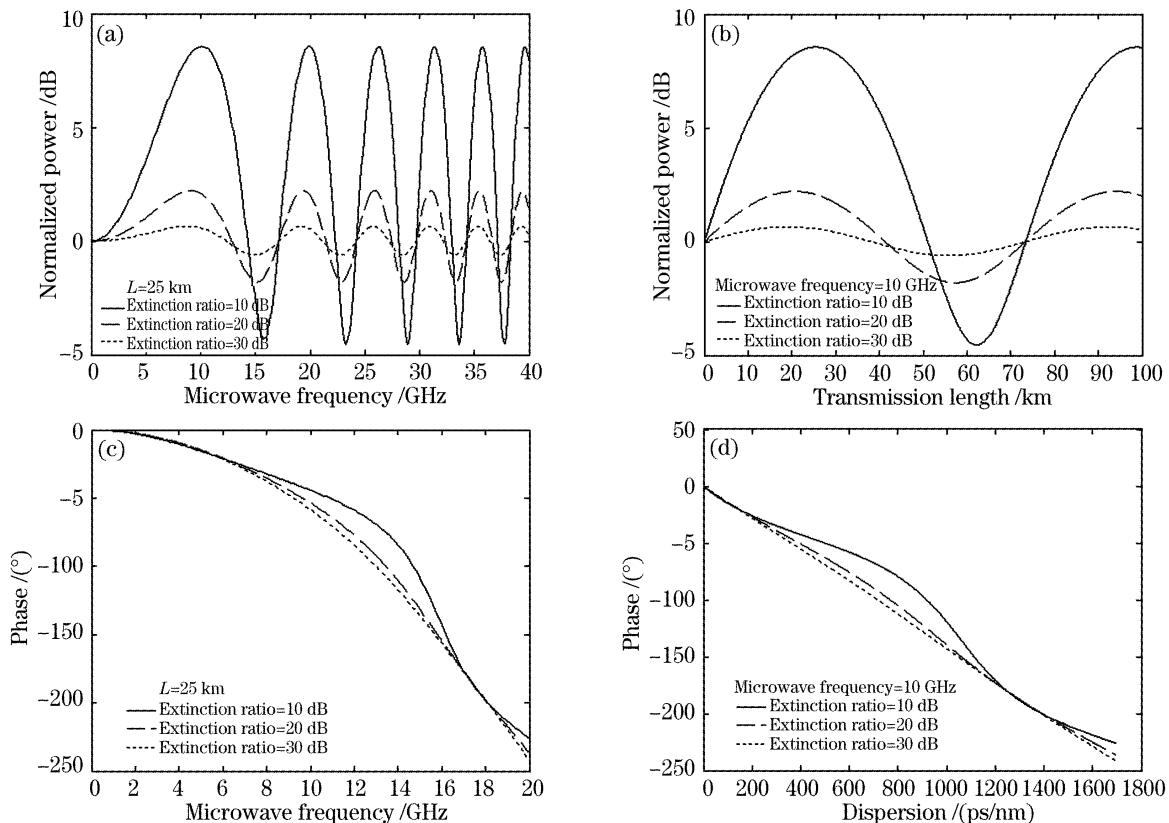 (a)
Normalized power /dB
10
5
0
−5
L=25 km
Extinction ratio=10 dB
Extinction ratio=20 dB
Extinction ratio=30 dB
0 5 10 15 20 25 30 35 40
Microwave frequency /GHz
(b)
Normalized power /dB
10
5
0
−5
Microwave frequency=10 GHz
Extinction ratio=10 dB
Extinction ratio=20 dB
Extinction ratio=30 dB
0 10 20 30 40 50 60 70 80 90 100
Transmission length /km
(c)
Phase /(°)
0
−5
−100
−150
−200
−250
L=25 km
Extinction ratio=10 dB
Extinction ratio=20 dB
Extinction ratio=30 dB
0 2 4 6 8 10 12 14 16 18 20
Microwave frequency /GHz
(d)
Phase /(°)
50
0
−5
−100
−150
−200
−250
Microwave frequency=10 GHz
Extinction ratio=10 dB
Extinction ratio=20 dB
Extinction ratio=30 dB
0 200 400 600 800 1000 1200 1400 1600 1800
Dispersion /(ps/nm)